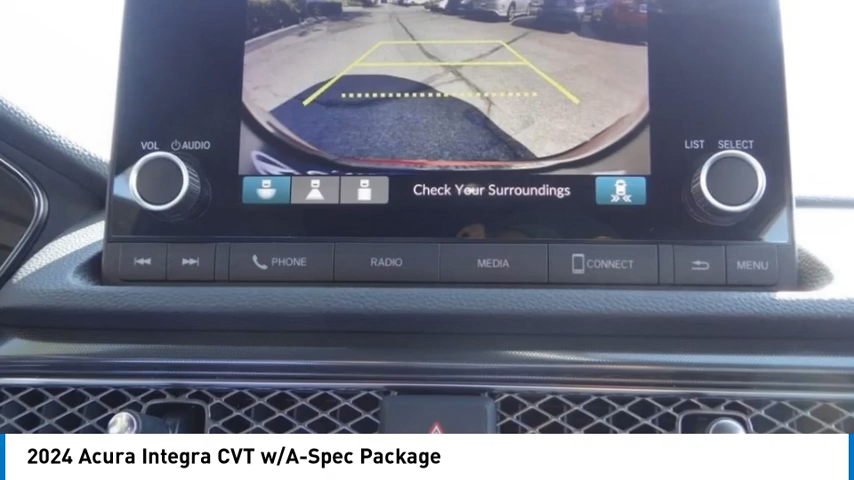 VOL AUDIO
LIST SELECT
Check Your Surroundings
PHONE RADIO MEDIA CONNECT MENU
2024 Acura Integra CVT w/A-Spec Package